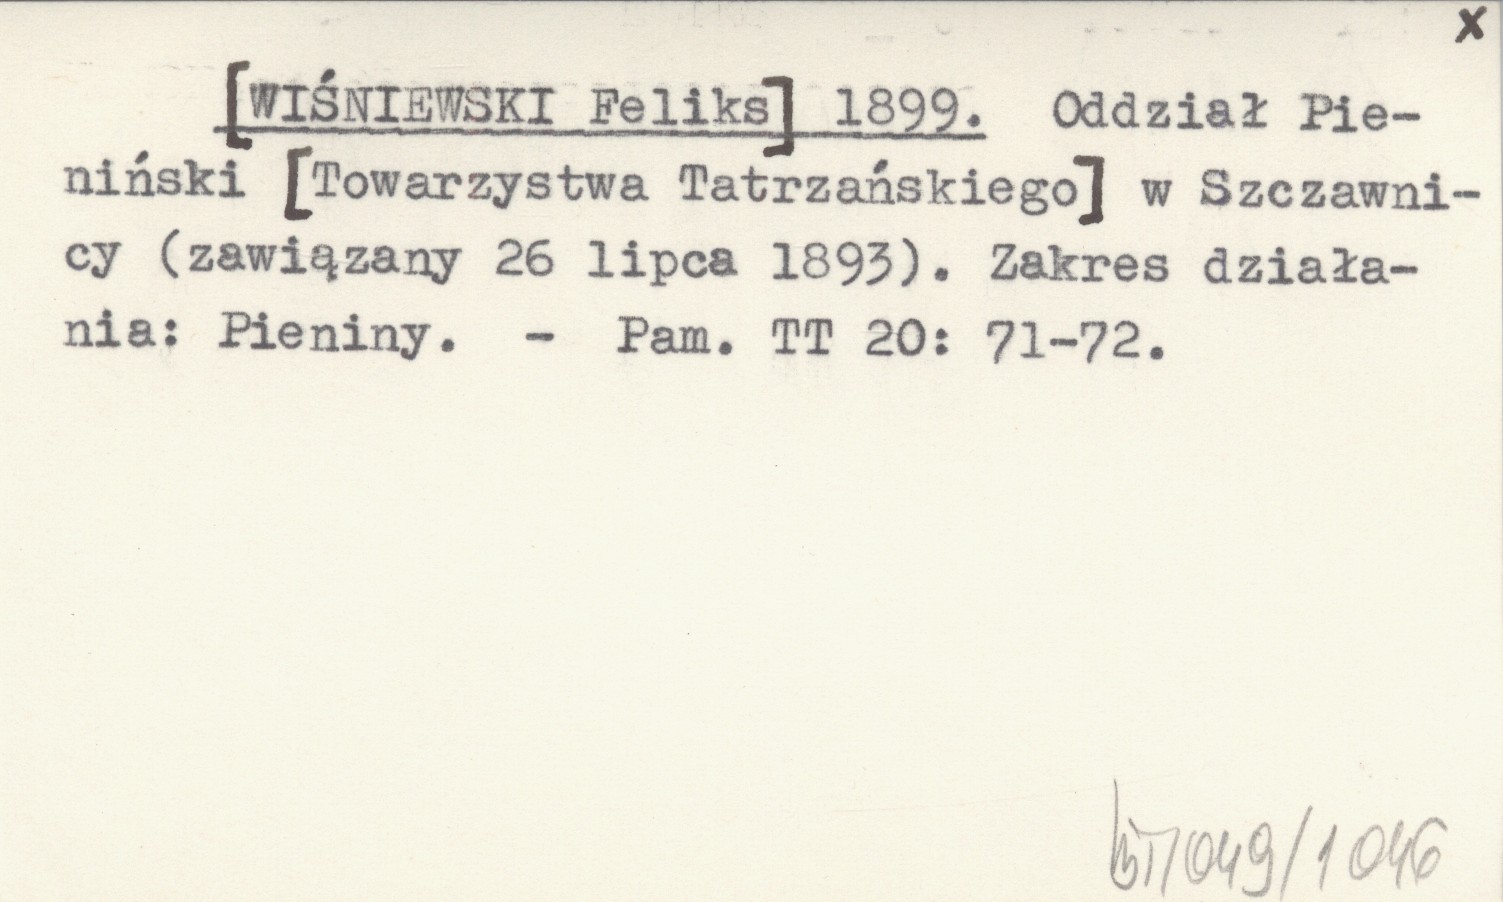 x
[WIŚNIEWSKI Feliks] 1899. Oddział Pie-
niński [Towarzystwa Tatrzańskiego] w Szczawni-
cy (zawiązany 26 lipca 1893). Zakres działa-
nia: Pieniny. - Pam. TT 20: 71-72.
049/1046